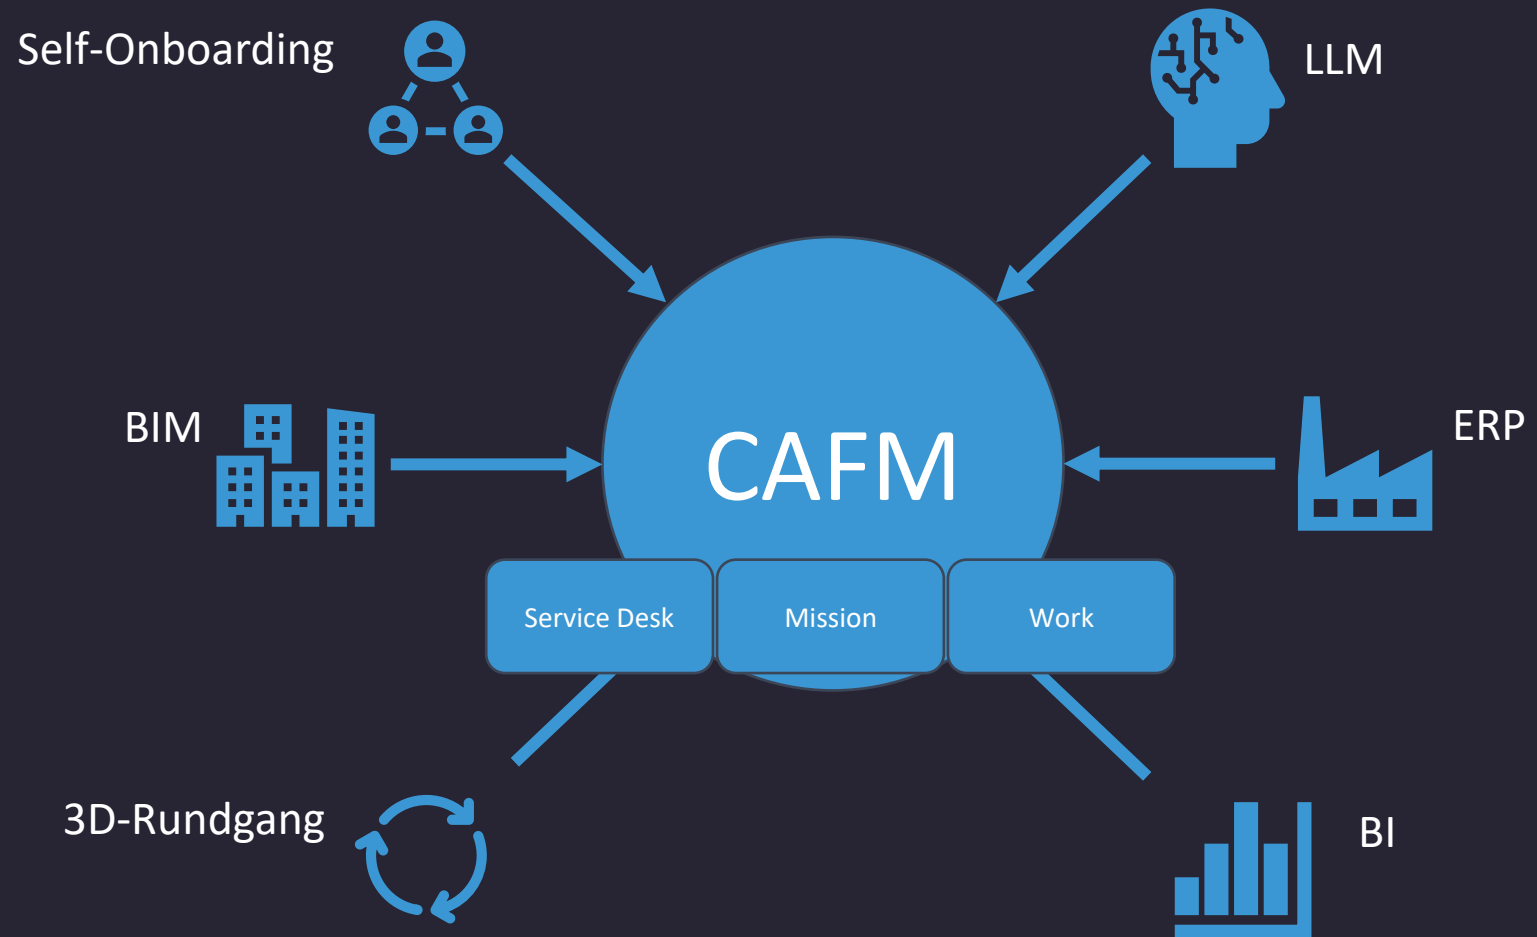 Self-Onboarding
LLM
BIM
CAFM
ERP
Service Desk
Mission
Work
3D-Rundgang
BI